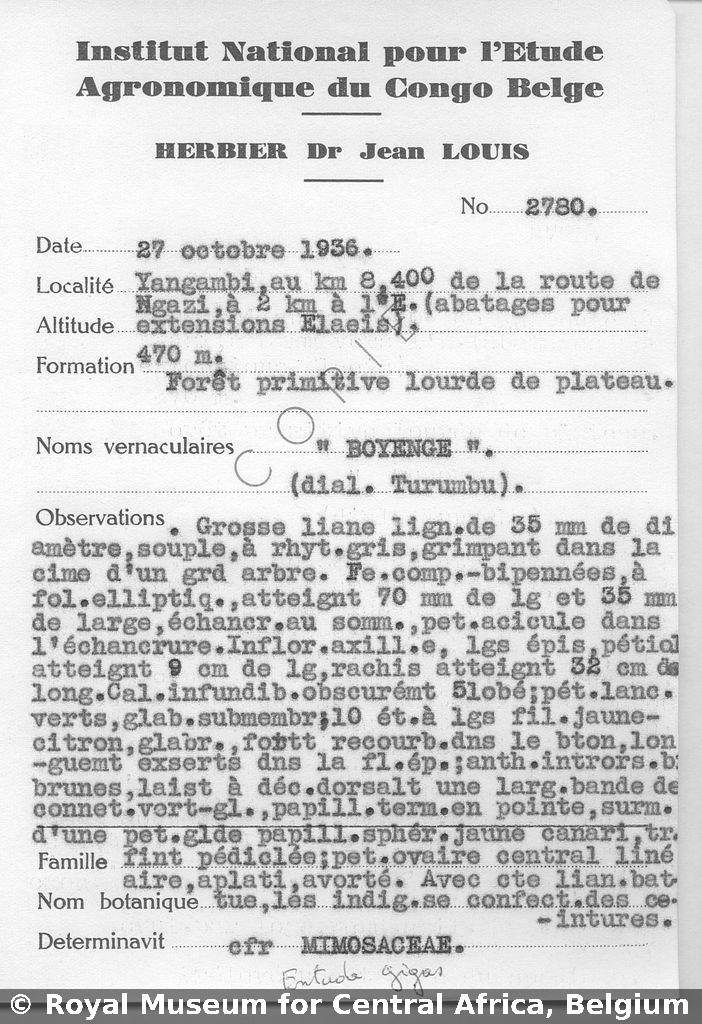 Institut National pour l'Etude
Agronomique du Congo Belge
HERBIER Dr Jean LOUIS
No 2780.
Date 27 octobre 1936.
Localité Yangambi,au km 8,400 de la route de
Ngazi,à 2 km à l'E.(abatages pour
Altitude extensions Elaeis).
Formation 470 m.
Forêt primitive lourde de plateau.
COPIE
Noms vernaculaires " BOYENGE ".
(dial. Turumbu).
Observations . Grosse liane lign.de 35 mm de di
amètre,souple,à rhyt.gris,grimpant dans la
cime d'un grd arbre. Fe.comp.-bipennées,à
fol.elliptiq.,atteignt 70 mm de lg et 35 mm
de large,échancr.au somm.,pet.acicule dans
l'échancrure.Inflor.axill.e, lgs épis,pétiol
atteignt 9 cm de lg,rachis atteignt 32 cm de
long.Cal.infundib.obscurémt 5lobé;pét.lanc.
verts,glab.submembr;10 ét.à lgs fil.jaune-
citron,glabr.,fortt recourb.dns le bton,lon
-guemt exserts dns la fl.ép.;anth.intrors.b
brunes,laist à déc.dorsalt une larg.bande de
connet.vert-gl.,papill.term.en pointe,surm.
d'une pet.glde papill.sphér.jaune canari,tr.
Famille fint pédiclée;pet.ovaire central liné
aire,aplati,avorté. Avec cte lian.bat-
Nom botanique tue,les indig.se confect.des ce-
-intures.
Determinavit cfr MIMOSACEAE.
Entada gigas
© Royal Museum for Central Africa, Belgium